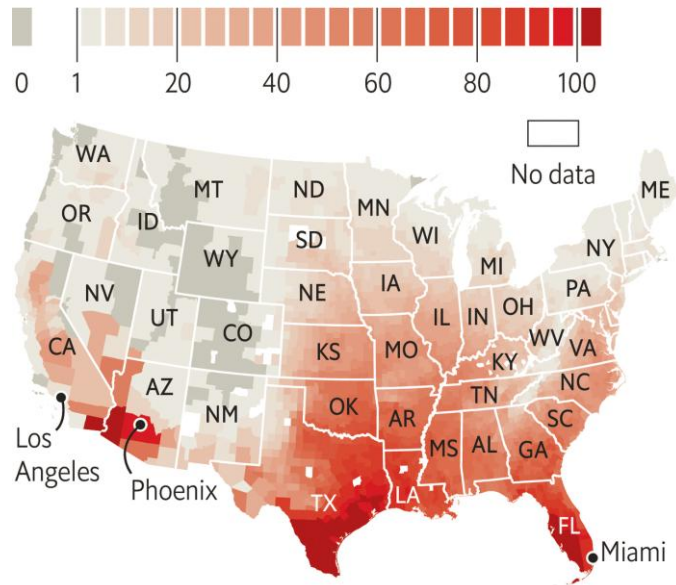 0 1 20 40 60 80 100
No data
WA
MT
ND
MN
ME
OR
ID
SD
WI
NY
WY
MI
NV
NE
IA
PA
UT
CO
IL
IN
OH
CA
KS
MO
WV
VA
KY
AZ
NM
OK
AR
TN
NC
SC
MS
AL
GA
Los
Angeles
Phoenix
TX
LA
FL
Miami